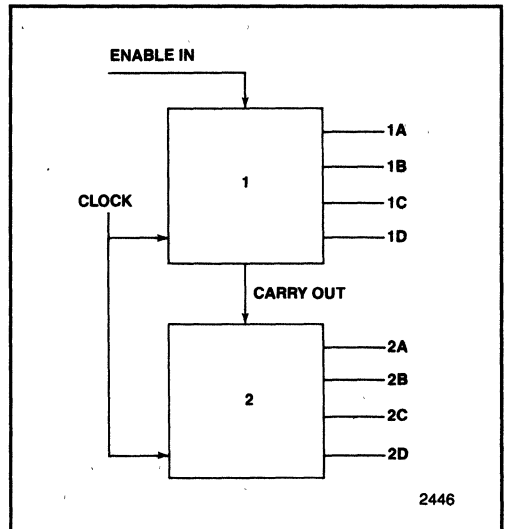 ENABLE IN
1A
1B
1
1C
CLOCK
1D
CARRY OUT
2A
2B
2
2C
2D
2446